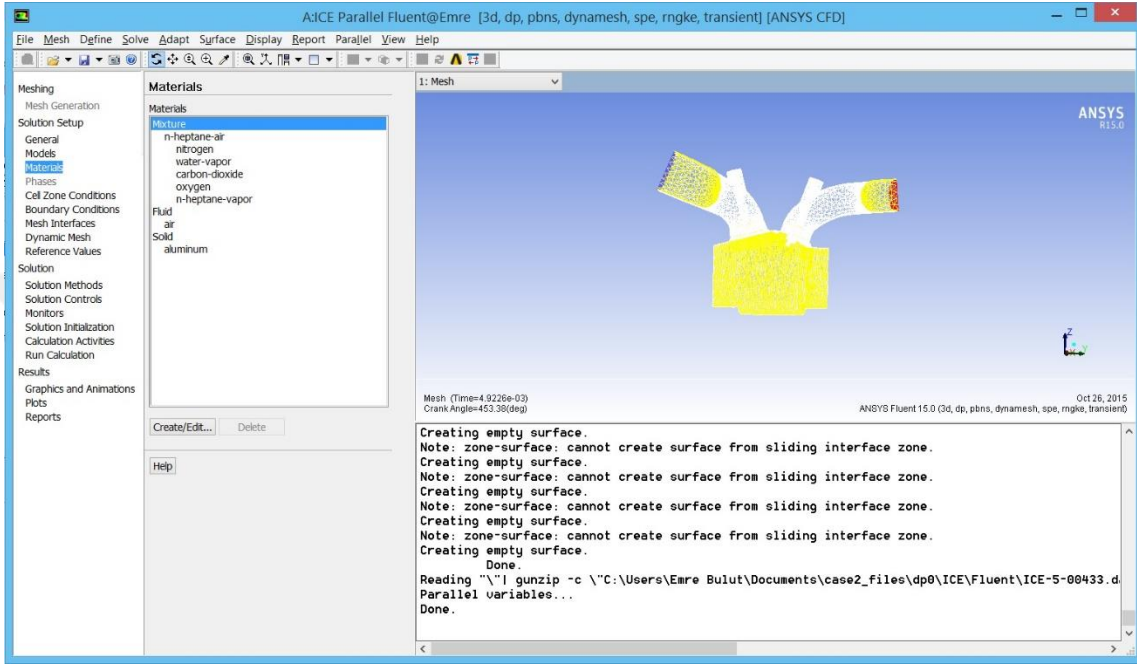 A:ICE Parallel Fluent@Emre [3d, dp, pbns, dynamesh, spe, rngke, transient] [ANSYS CFD]
File Mesh Define Solve Adapt Surface Display Report Parallel View Help
Meshing
Mesh Generation
Solution Setup
General
Models
Materials
Phases
Cell Zone Conditions
Boundary Conditions
Mesh Interfaces
Dynamic Mesh
Reference Values
Solution
Solution Methods
Solution Controls
Monitors
Solution Initialization
Calculation Activities
Run Calculation
Results
Graphics and Animations
Plots
Reports
Materials
Materials
Mixture
n-heptane-air
nitrogen
water-vapor
carbon-dioxide
oxygen
n-heptane-vapor
Fluid
air
Solid
aluminum
Create/Edit... Delete
Help
1: Mesh
ANSYS
R15.0
Z
Y
X
Mesh (Time=4.9226e-03)
Crank Angle=453.38(deg)
Oct 26, 2015
ANSYS Fluent 15.0 (3d, dp, pbns, dynamesh, spe, rngke, transient)
Creating empty surface.
Note: zone-surface: cannot create surface from sliding interface zone.
Creating empty surface.
Note: zone-surface: cannot create surface from sliding interface zone.
Creating empty surface.
Note: zone-surface: cannot create surface from sliding interface zone.
Creating empty surface.
Note: zone-surface: cannot create surface from sliding interface zone.
Creating empty surface.
Done.
Reading "\"| gunzip -c \"C:\Users\Emre Bulut\Documents\case2_files\dp0\ICE\Fluent\ICE-5-00433.d
Parallel variables...
Done.